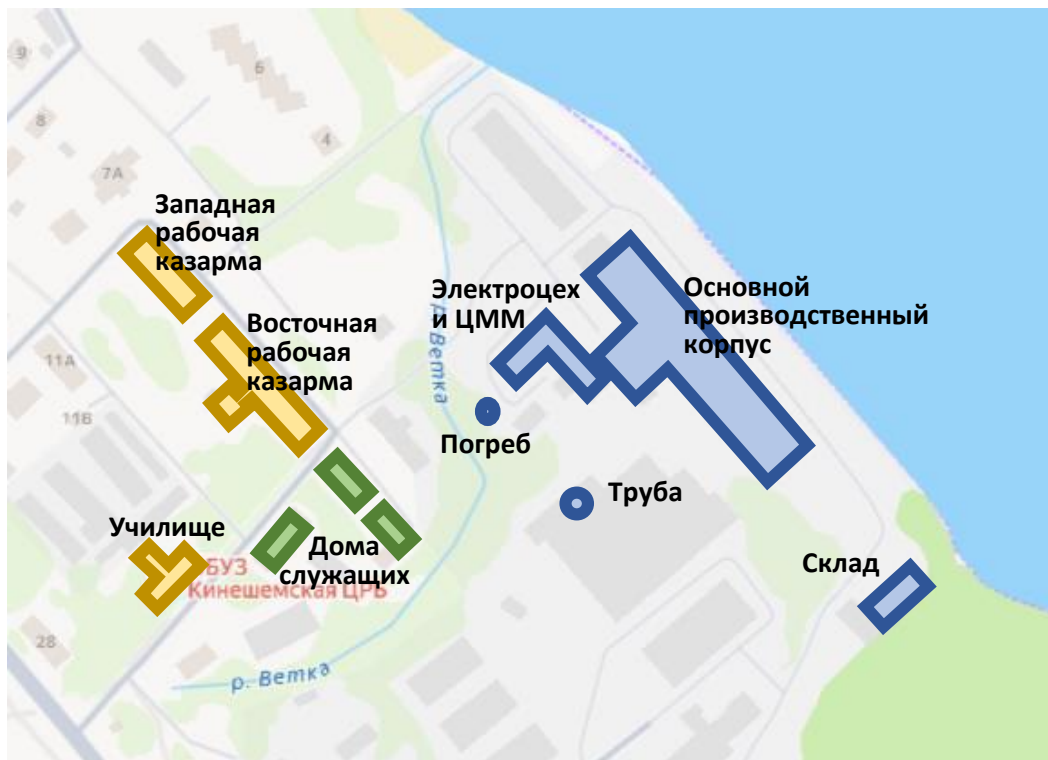 9
6
8
4
7А
Западная
рабочая
казарма
Электроцех
и ЦММ
Основной
производственный
корпус
Восточная
рабочая
казарма
р. Ветка
11А
11В
Погреб
Труба
Училище
Дома
служащих
БУЗ
Кинешемская ЦРБ
Склад
28
р. Ветка